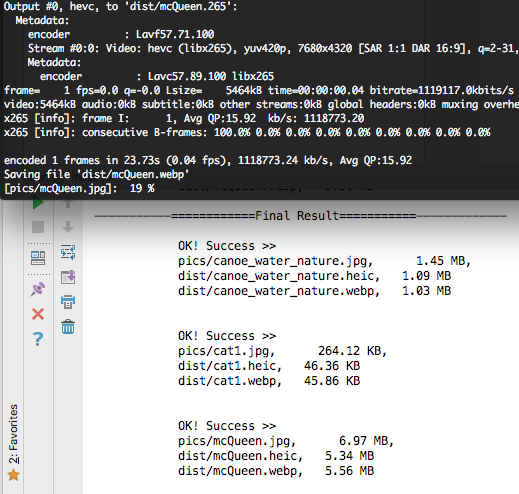 Output #0, hevc, to 'dist/mcQueen.265':
Metadata:
encoder : Lavf57.71.100
Stream #0:0: Video: hevc (libx265), yuv420p, 7680x4320 [SAR 1:1 DAR 16:9], q=2-31,
Metadata:
encoder : Lavc57.89.100 libx265
frame= 1 fps=0.0 q=-0.0 Lsize= 5464kB time=00:00:00.04 bitrate=1119117.0kbits/s
video:5464kB audio:0kB subtitle:0kB other streams:0kB global headers:0kB muxing overhe
x265 [info]: frame I: 1, Avg QP:15.92 kb/s: 1118773.20
x265 [info]: consecutive B-frames: 100.0% 0.0% 0.0% 0.0% 0.0% 0.0% 0.0% 0.0% 0.0%
encoded 1 frames in 23.73s (0.04 fps), 1118773.24 kb/s, Avg QP:15.92
Saving file 'dist/mcQueen.webp'
[pics/mcQueen.jpg]: 19 %
-----------============Final Result===========-------------
OK! Success >>
pics/canoe_water_nature.jpg, 1.45 MB,
dist/canoe_water_nature.heic, 1.09 MB
dist/canoe_water_nature.webp, 1.03 MB
OK! Success >>
pics/cat1.jpg, 264.12 KB,
dist/cat1.heic, 46.36 KB
dist/cat1.webp, 45.86 KB
OK! Success >>
pics/mcQueen.jpg, 6.97 MB,
dist/mcQueen.heic, 5.34 MB
dist/mcQueen.webp, 5.56 MB
2: Favorites